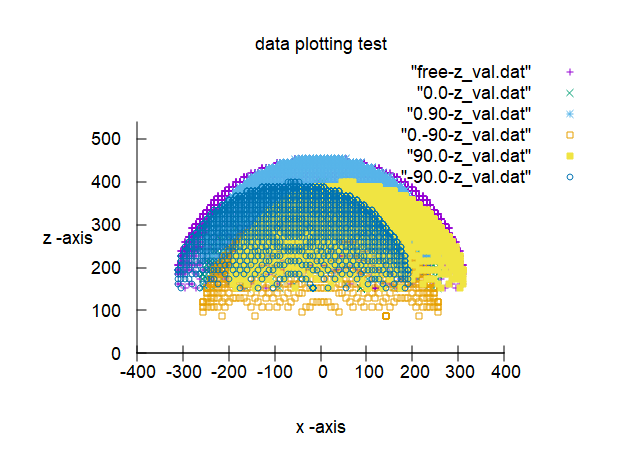 data plotting test
"free-z_val.dat"
"0.0-z_val.dat"
"0.90-z_val.dat"
"0.-90-z_val.dat"
"90.0-z_val.dat"
"-90.0-z_val.dat"
500
400
300
z -axis
200
100
0
-400 -300 -200 -100 0 100 200 300 400
x -axis